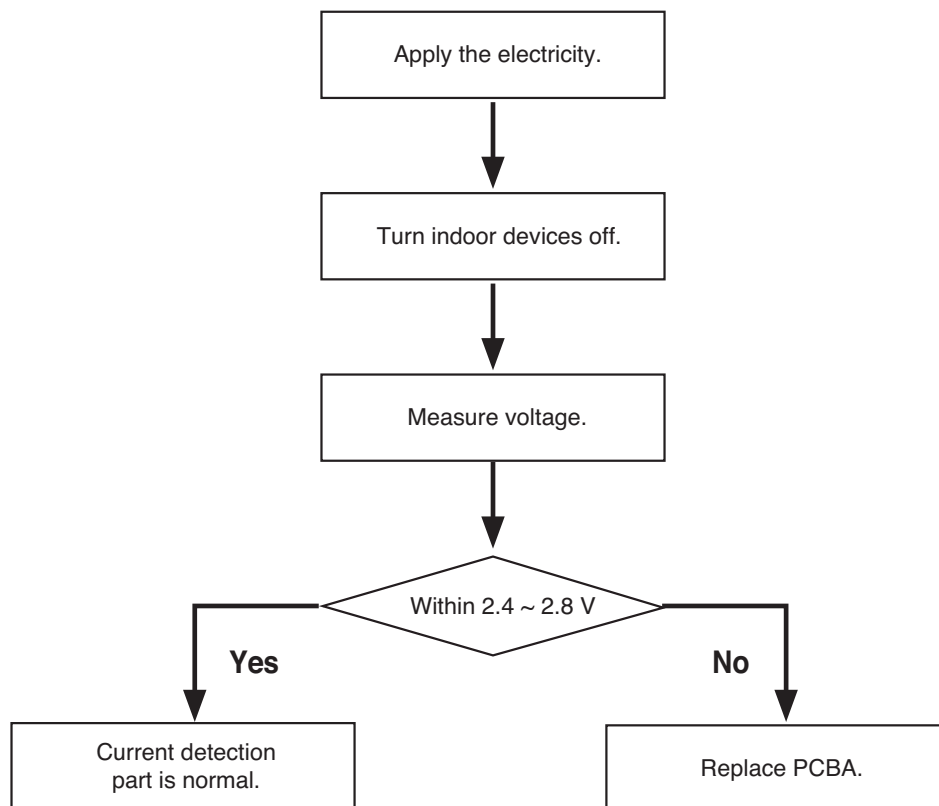 Apply the electricity.
Turn indoor devices off.
Measure voltage.
Within 2.4 ~ 2.8 V
Yes
No
Current detection
part is normal.
Replace PCBA.